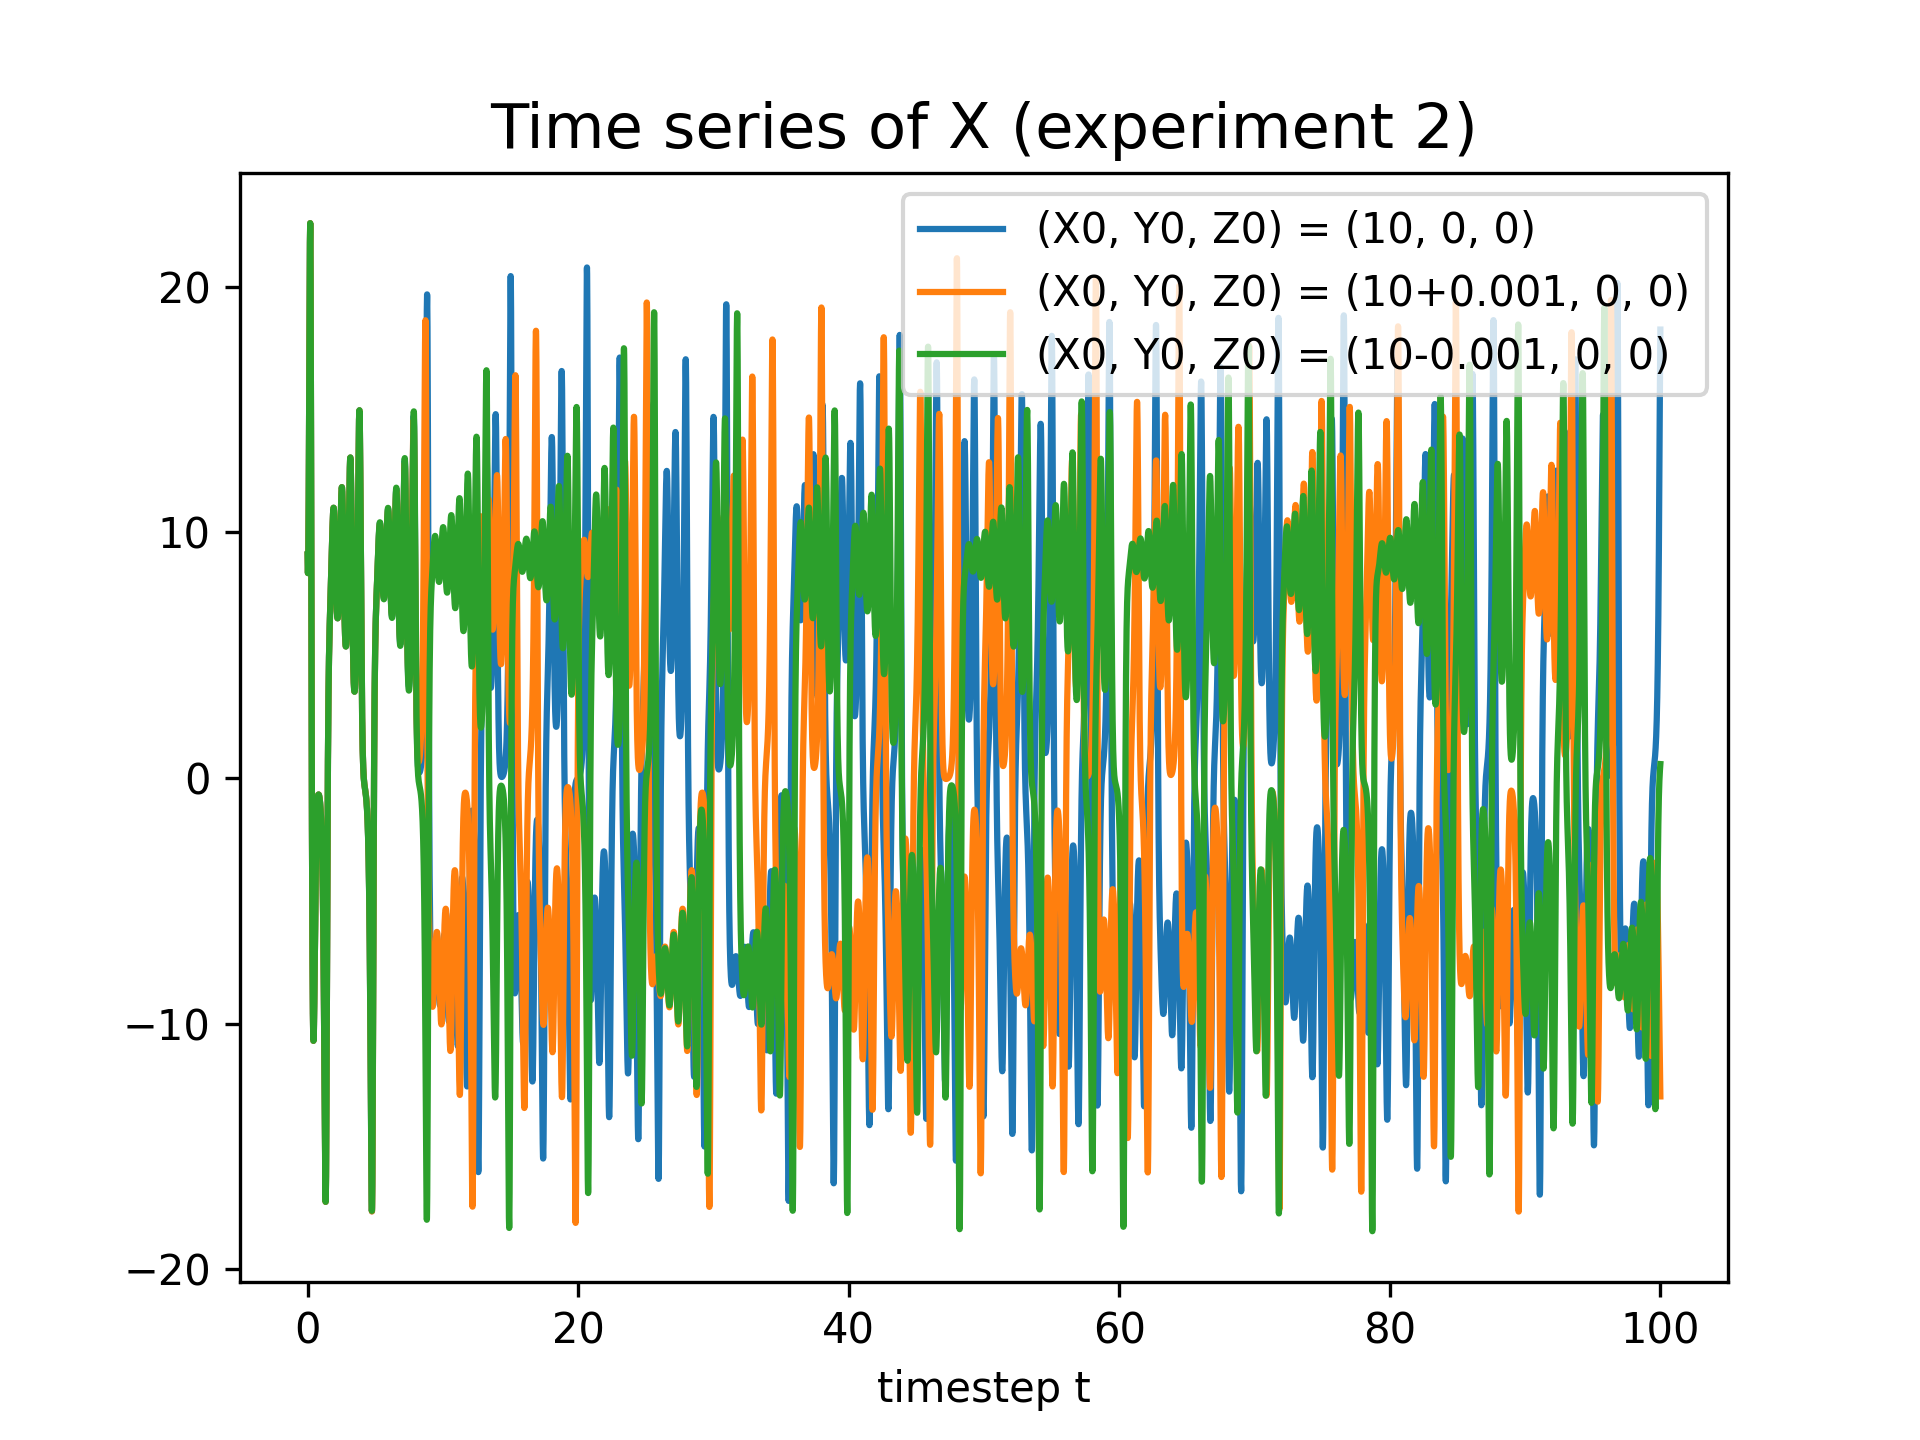 Time series of X (experiment 2)
(X0, Y0, Z0) = (10, 0, 0)
(X0, Y0, Z0) = (10+0.001, 0, 0)
(X0, Y0, Z0) = (10-0.001, 0, 0)
20
10
0
−10
−20
0 20 40 60 80 100
timestep t